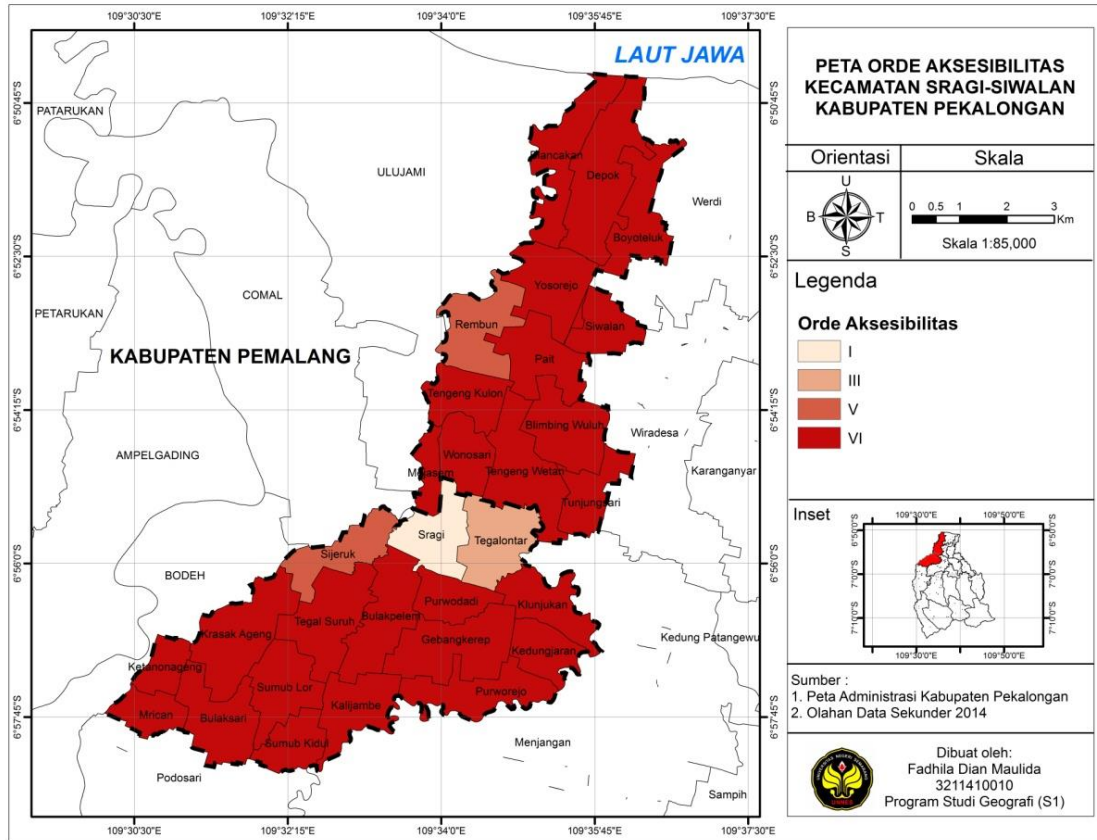 109°30'30"E 109°32'15"E 109°34'0"E 109°35'45"E 109°37'30"E
LAUT JAWA
6°50'45"S 6°50'45"S
PATARUKAN
ULUJAMI
Blancakan
Depok
Werdi
Boyoteluk
6°52'30"S 6°52'30"S
COMAL
Yosorejo
PETARUKAN
Rembun
Siwalan
KABUPATEN PEMALANG
Pait
Tengeng Kulon
6°54'15"S 6°54'15"S
Blimbing Wuluh
Wiradesa
AMPELGADING
Wonosari
Mojasem
Tengeng Wetan
Karanganyar
Tunjungsari
Sragi
Tegalontar
Sijeruk
6°56'0"S 6°56'0"S
BODEH
Purwodadi
Klunjukan
Tegal Suruh
Bulakpelem
Krasak Ageng
Gebangkerep
Kedungjaran
Kedung Patangewu
Ketanonageng
Sumub Lor
Purworejo
Mrican
Bulaksari
Kalijambe
6°57'45"S 6°57'45"S
Sumub Kidul
Menjangan
Podosari
Sampih
109°30'30"E 109°32'15"E 109°34'0"E 109°35'45"E 109°37'30"E
PETA ORDE AKSESIBILITAS
KECAMATAN SRAGI-SIWALAN
KABUPATEN PEKALONGAN
Orientasi
U
B T
S
Skala
0 0.5 1 2 3
Km
Skala 1:85,000
Legenda
Orde Aksesibilitas
I
III
V
VI
Inset
109°30'0"E 109°50'0"E
6°50'0"S 6°50'0"S
7°0'0"S 7°0'0"S
7°10'0"S 7°10'0"S
109°30'0"E 109°50'0"E
Sumber :
1. Peta Administrasi Kabupaten Pekalongan
2. Olahan Data Sekunder 2014
UNIVERSITAS NEGERI SEMARANG
UNNES
Dibuat oleh:
Fadhila Dian Maulida
3211410010
Program Studi Geografi (S1)